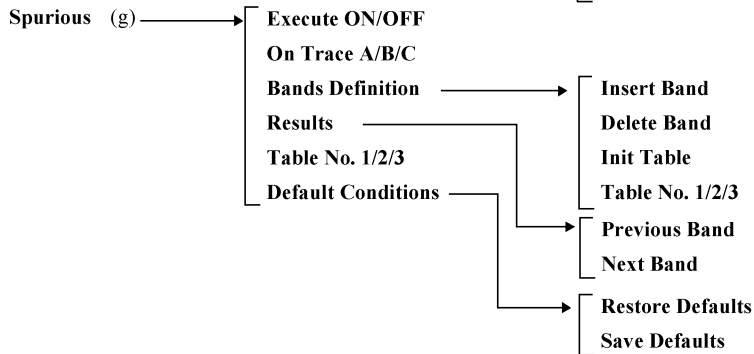 Spurious (g)
Execute ON/OFF
On Trace A/B/C
Bands Definition
Results
Table No. 1/2/3
Default Conditions
Insert Band
Delete Band
Init Table
Table No. 1/2/3
Previous Band
Next Band
Restore Defaults
Save Defaults